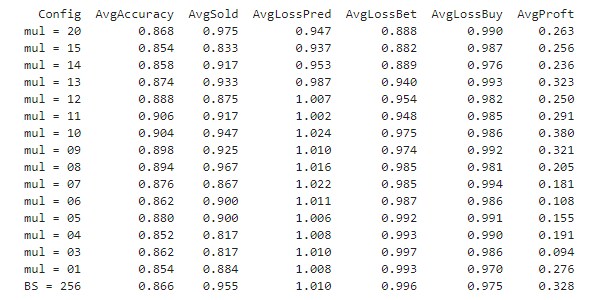 Config AvgAccuracy AvgSold AvgLossPred AvgLossBet AvgLossBuy AvgProft
mul = 20 0.868 0.975 0.947 0.888 0.990 0.263
mul = 15 0.854 0.833 0.937 0.882 0.987 0.256
mul = 14 0.858 0.917 0.953 0.889 0.976 0.236
mul = 13 0.874 0.933 0.987 0.940 0.993 0.323
mul = 12 0.888 0.875 1.007 0.954 0.982 0.250
mul = 11 0.906 0.917 1.002 0.948 0.985 0.291
mul = 10 0.904 0.947 1.024 0.975 0.986 0.380
mul = 09 0.898 0.925 1.010 0.974 0.992 0.321
mul = 08 0.894 0.967 1.016 0.985 0.981 0.205
mul = 07 0.876 0.867 1.022 0.985 0.994 0.181
mul = 06 0.862 0.900 1.011 0.987 0.986 0.108
mul = 05 0.880 0.900 1.006 0.992 0.991 0.155
mul = 04 0.852 0.817 1.008 0.993 0.990 0.191
mul = 03 0.862 0.817 1.010 0.997 0.986 0.094
mul = 01 0.854 0.884 1.008 0.993 0.970 0.276
BS = 256 0.866 0.955 1.010 0.996 0.975 0.328